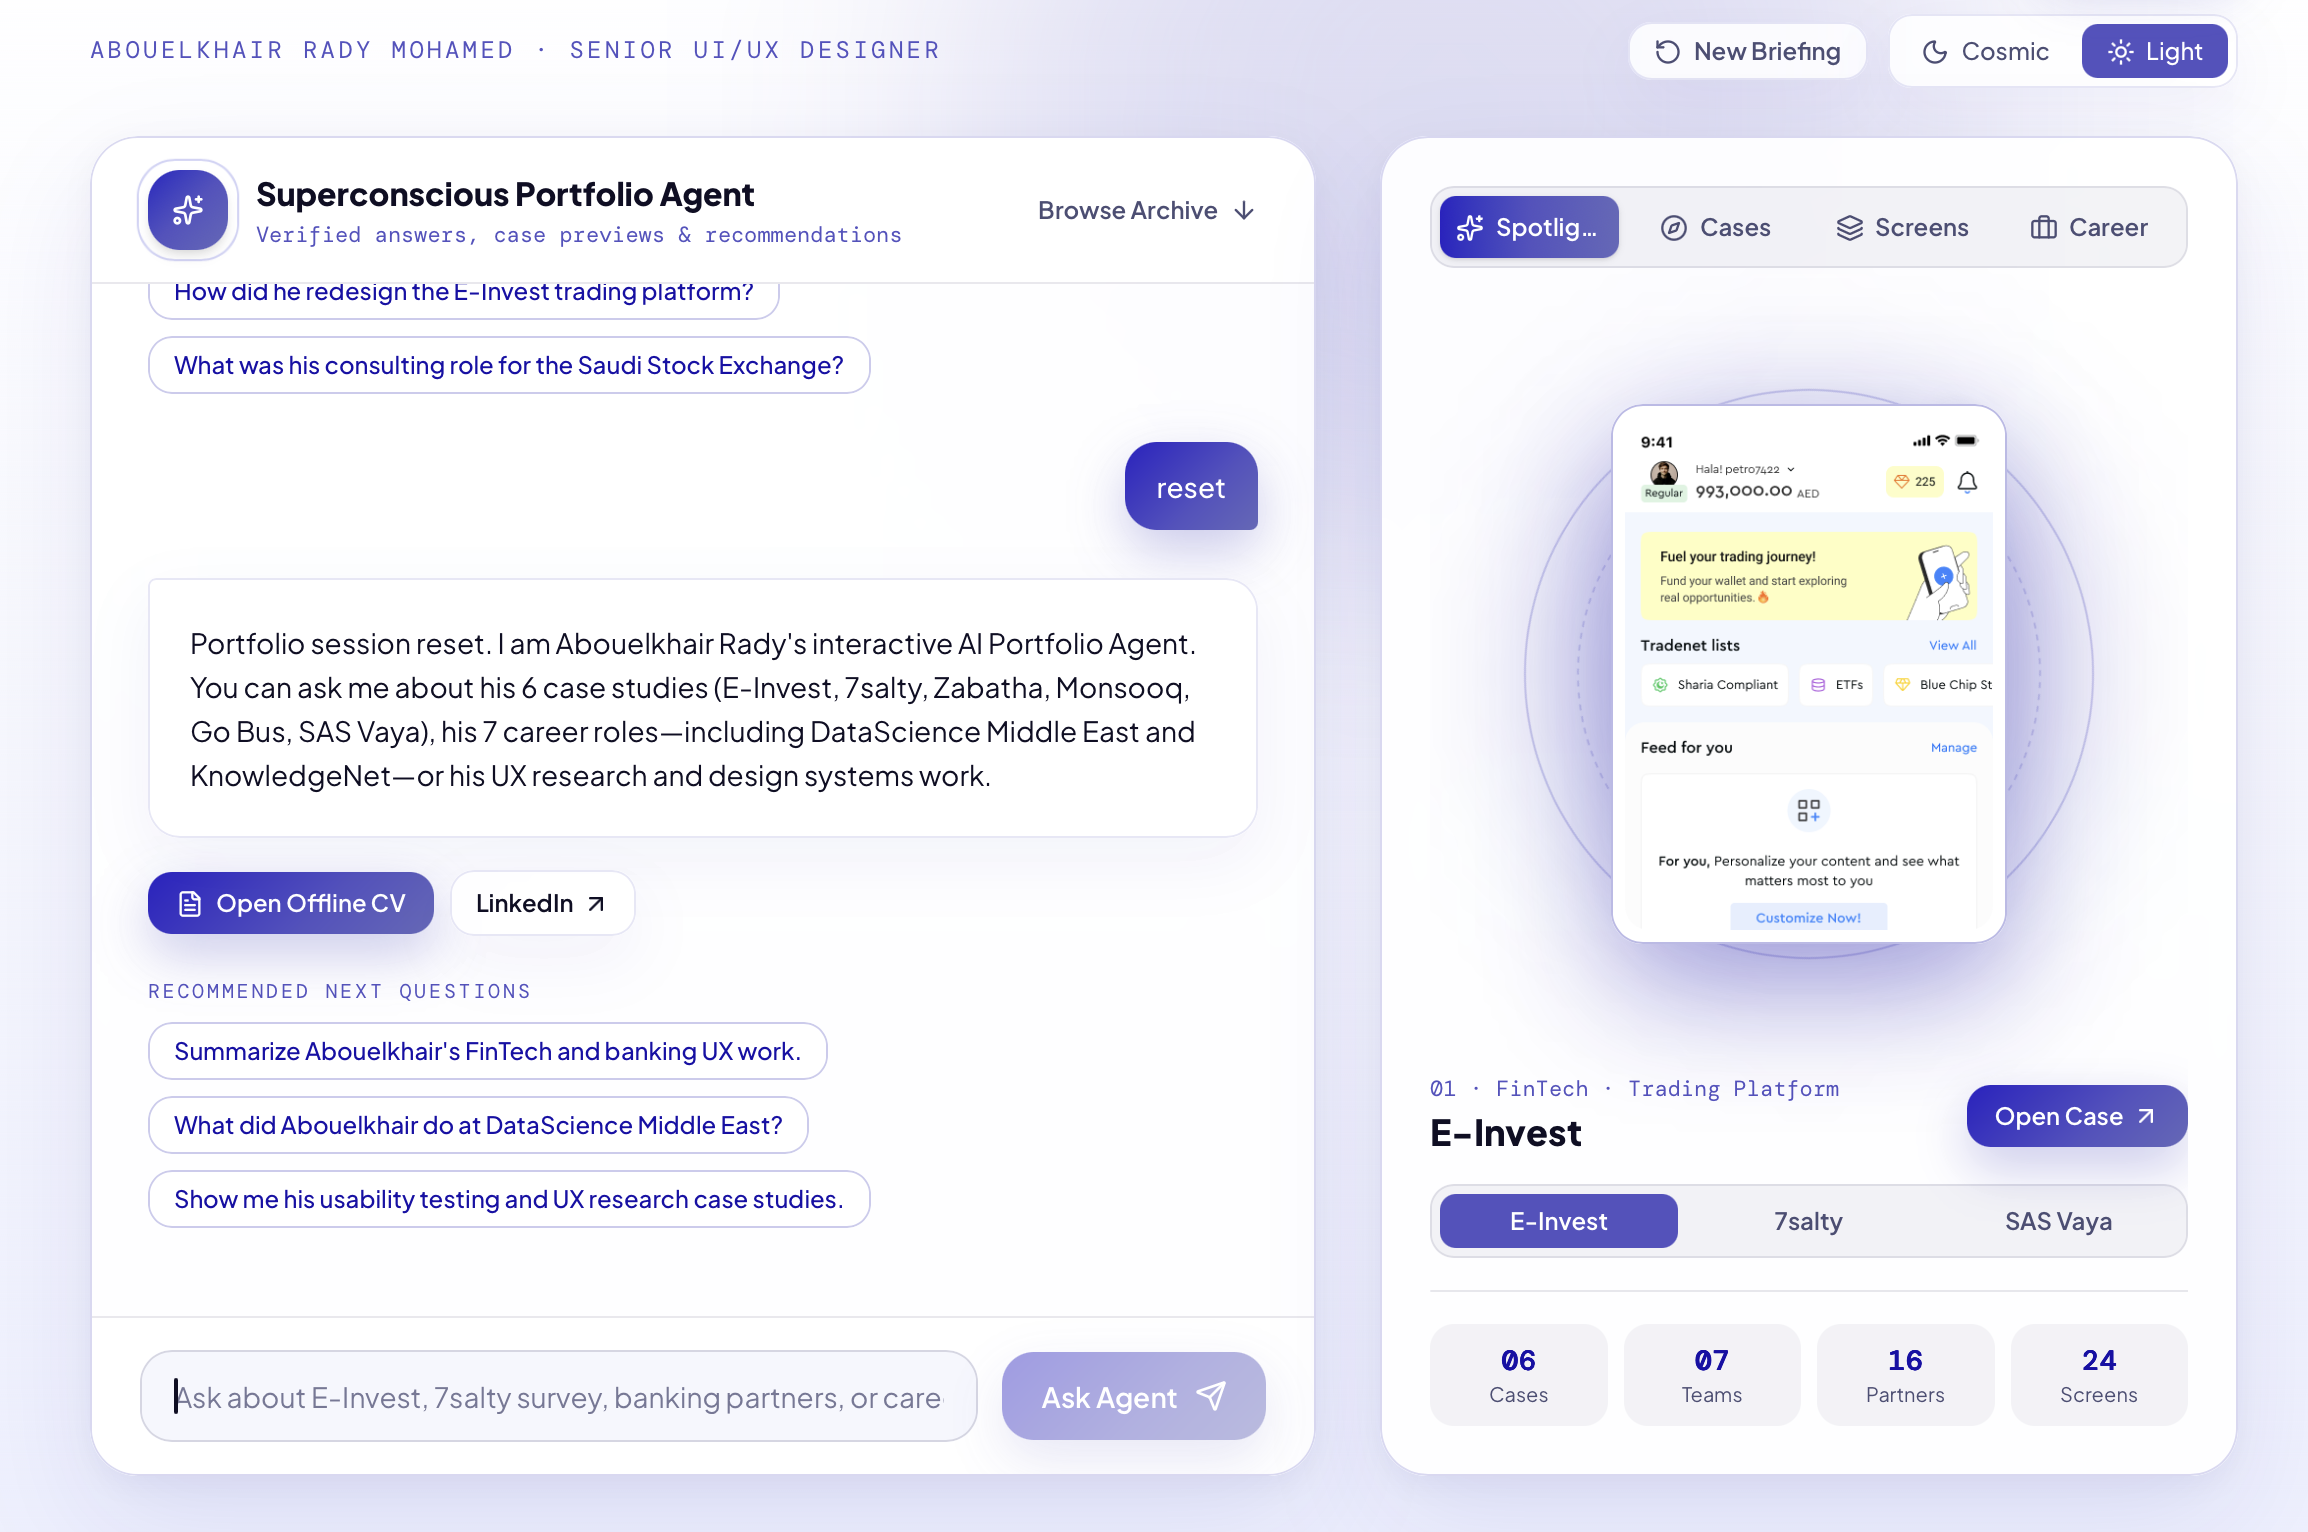 ABOUELKHAIR RADY MOHAMED · SENIOR UI/UX DESIGNER
New Briefing
Cosmic
Light
Superconscious Portfolio Agent
Verified answers, case previews & recommendations
Browse Archive ↓
How did he redesign the E-Invest trading platform?
What was his consulting role for the Saudi Stock Exchange?
reset
Portfolio session reset. I am Abouelkhair Rady's interactive AI Portfolio Agent.
You can ask me about his 6 case studies (E-Invest, 7salty, Zabatha, Monsooq,
Go Bus, SAS Vaya), his 7 career roles—including DataScience Middle East and
KnowledgeNet—or his UX research and design systems work.
Open Offline CV
LinkedIn
RECOMMENDED NEXT QUESTIONS
Summarize Abouelkhair's FinTech and banking UX work.
What did Abouelkhair do at DataScience Middle East?
Show me his usability testing and UX research case studies.
Ask about E-Invest, 7salty survey, banking partners, or care
Ask Agent
Spotlig...
Cases
Screens
Career
9:41
Hala! petro7422
Regular
993,000.00 AED
225
Fuel your trading journey!
Fund your wallet and start exploring
real opportunities.🔥
Tradenet lists
View All
Sharia Compliant
ETFs
Blue Chip St
Feed for you
Manage
For you, Personalize your content and see what
matters most to you
Customize Now!
01 · FinTech · Trading Platform
E-Invest
Open Case
E-Invest
7salty
SAS Vaya
06
Cases
07
Teams
16
Partners
24
Screens